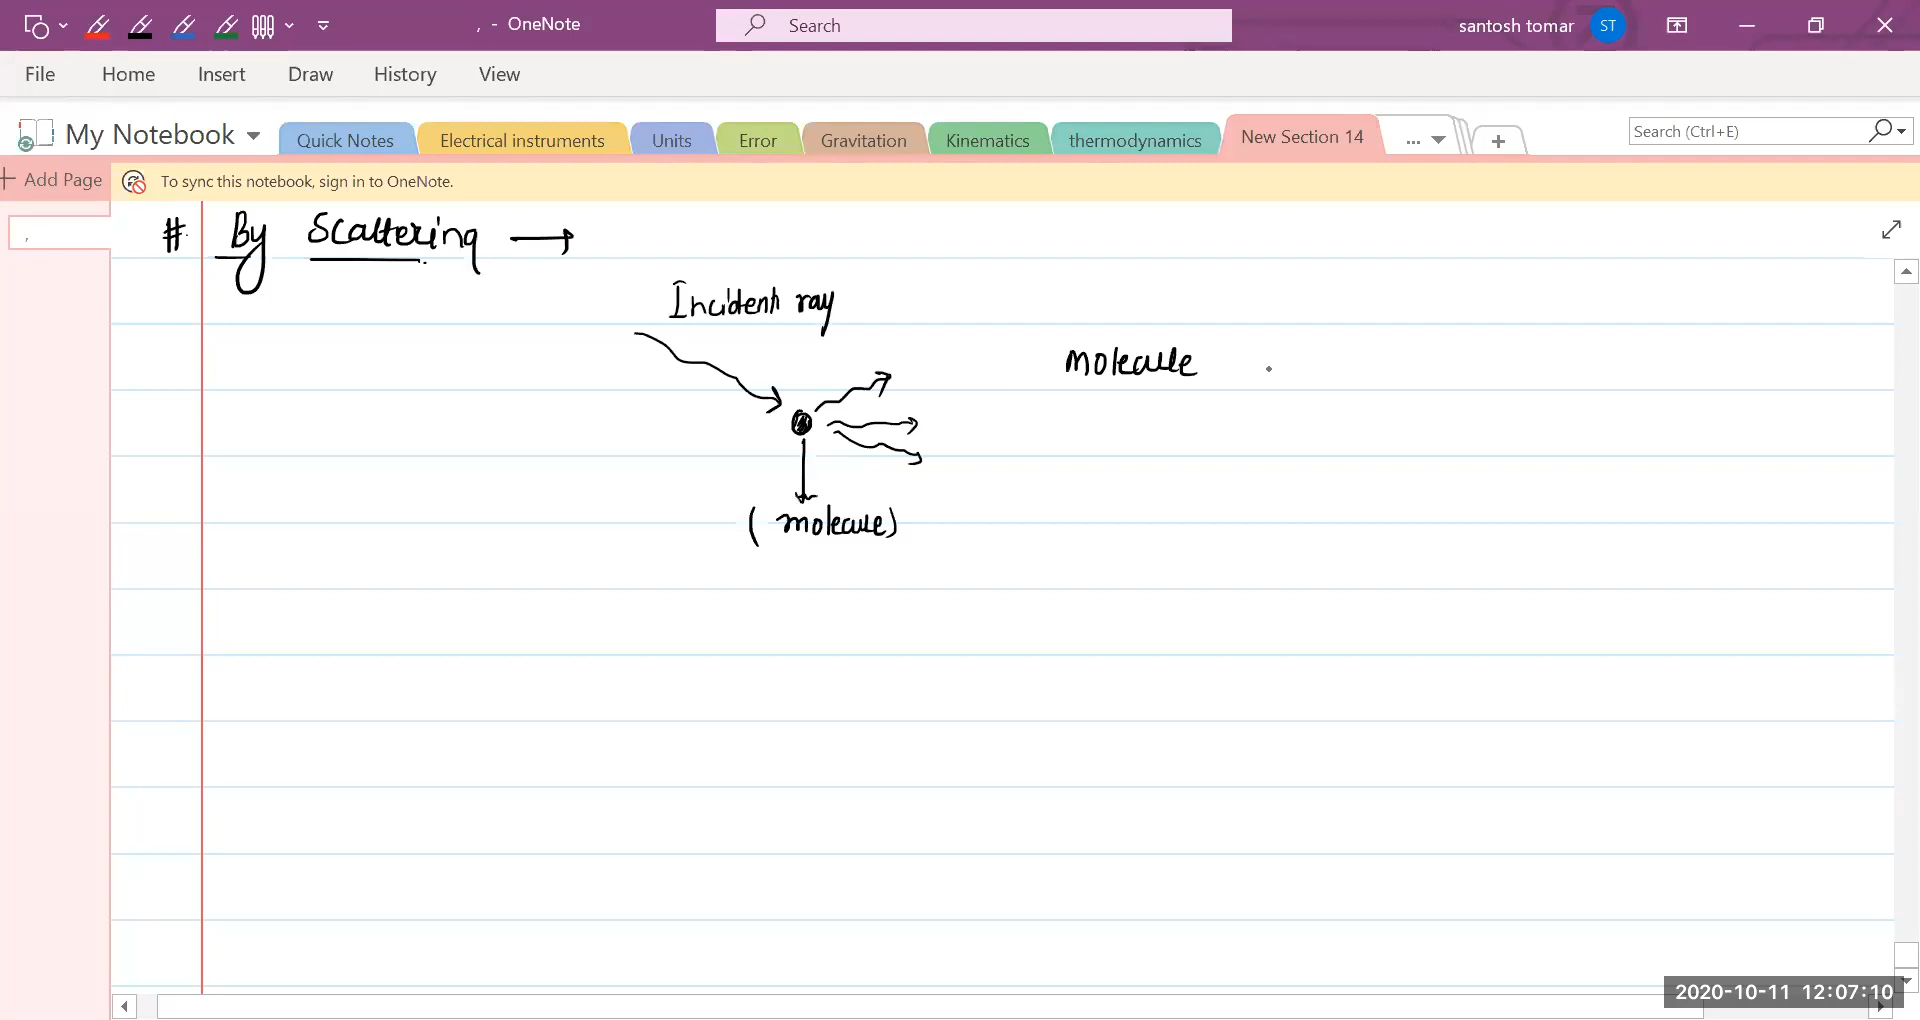 , - OneNote
Search
santosh tomar ST
File Home Insert Draw History View
My Notebook Quick Notes Electrical instruments Units Error Gravitation Kinematics thermodynamics New Section 14 ... + Search (Ctrl+E)
+ Add Page To sync this notebook, sign in to OneNote.
,
# By Scattering →
Incident ray
Molecule
(molecule)
2020-10-11 12:07:10